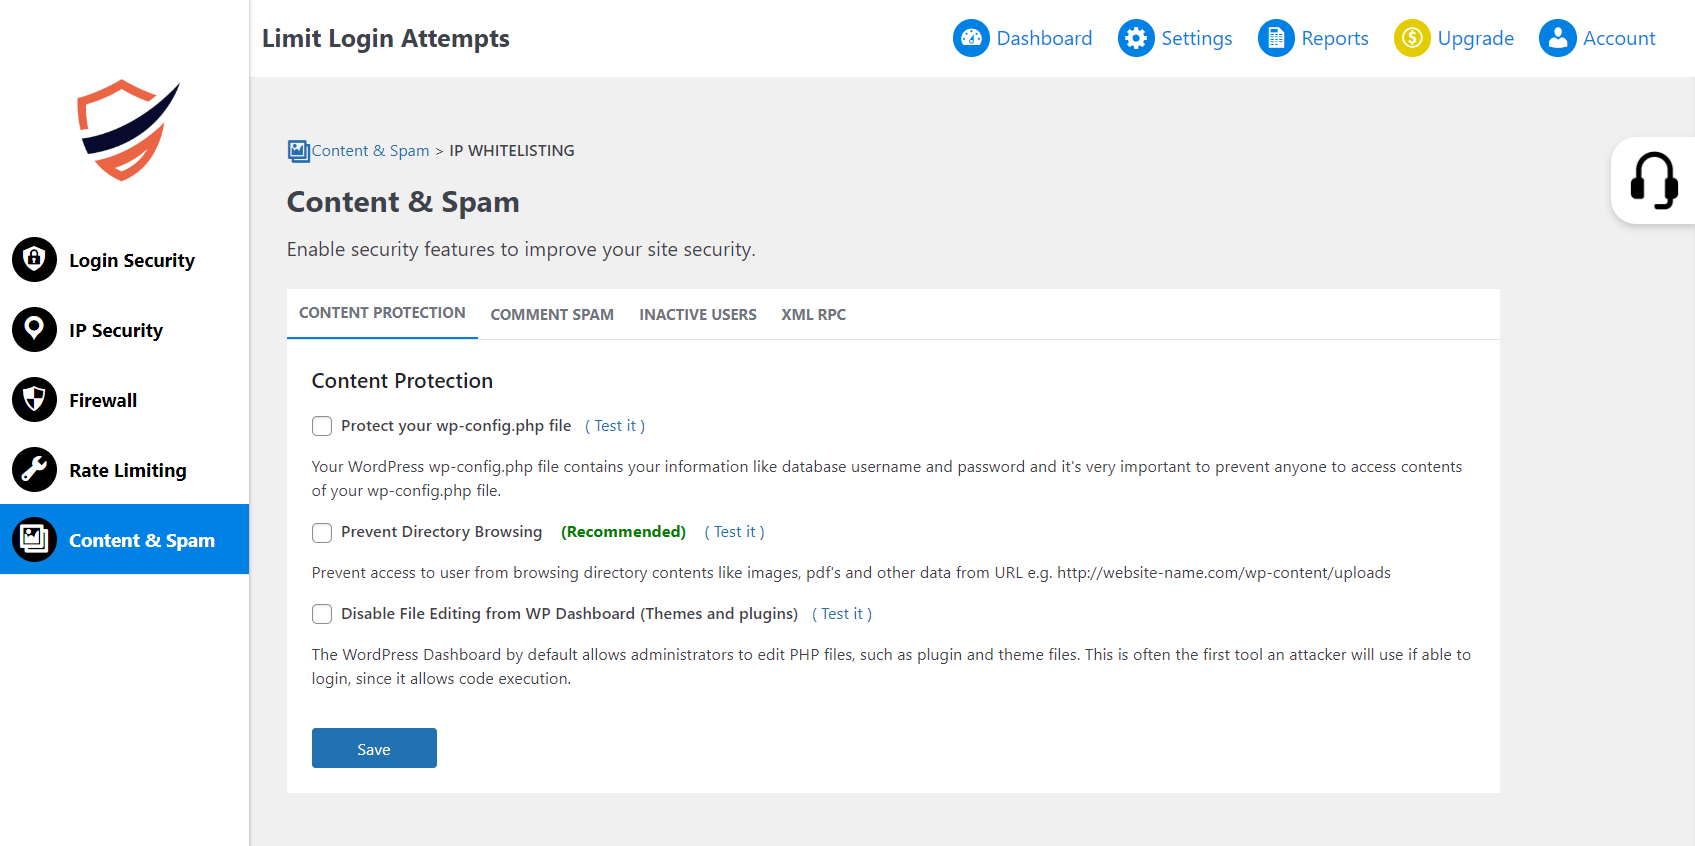 Limit Login Attempts
Dashboard
Settings
Reports
Upgrade
Account
Login Security
IP Security
Firewall
Rate Limiting
Content & Spam
Content & Spam > IP WHITELISTING
Content & Spam
Enable security features to improve your site security.
CONTENT PROTECTION
COMMENT SPAM
INACTIVE USERS
XML RPC
Content Protection
Protect your wp-config.php file ( Test it )
Your WordPress wp-config.php file contains your information like database username and password and it's very important to prevent anyone to access contents
of your wp-config.php file.
Prevent Directory Browsing (Recommended) ( Test it )
Prevent access to user from browsing directory contents like images, pdf's and other data from URL e.g. http://website-name.com/wp-content/uploads
Disable File Editing from WP Dashboard (Themes and plugins) ( Test it )
The WordPress Dashboard by default allows administrators to edit PHP files, such as plugin and theme files. This is often the first tool an attacker will use if able to
login, since it allows code execution.
Save